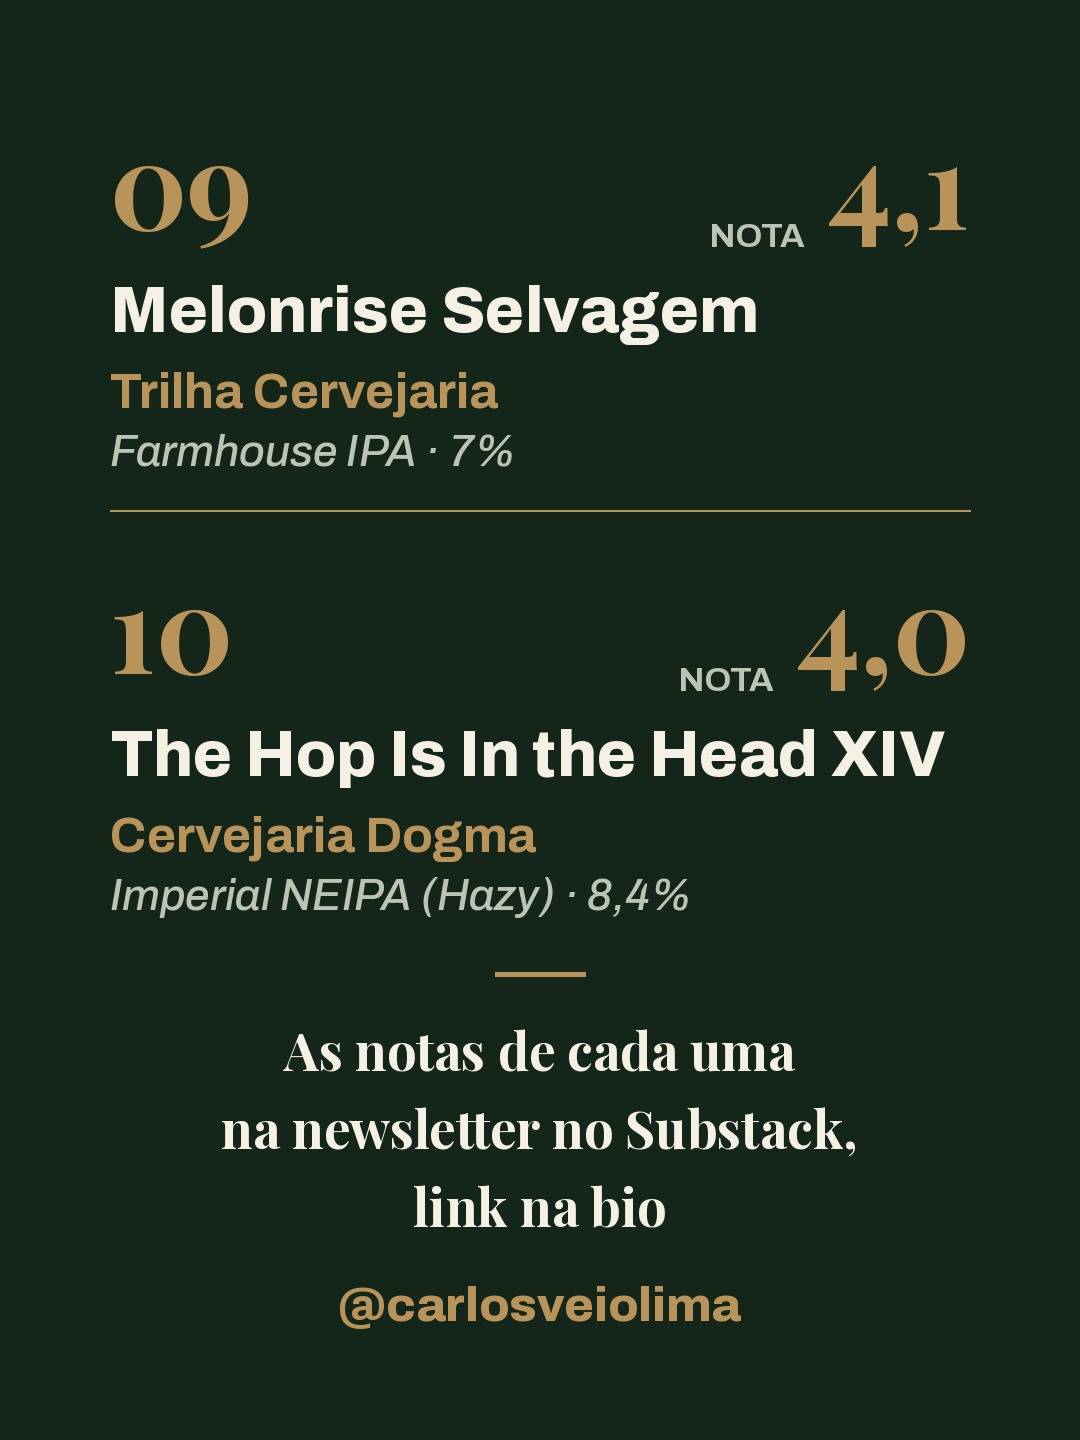 09
NOTA 4,1
Melonrise Selvagem
Trilha Cervejaria
Farmhouse IPA · 7%
10
NOTA 4,0
The Hop Is In the Head XIV
Cervejaria Dogma
Imperial NEIPA (Hazy) · 8,4%
As notas de cada uma
na newsletter no Substack,
link na bio
@carlosveiolima